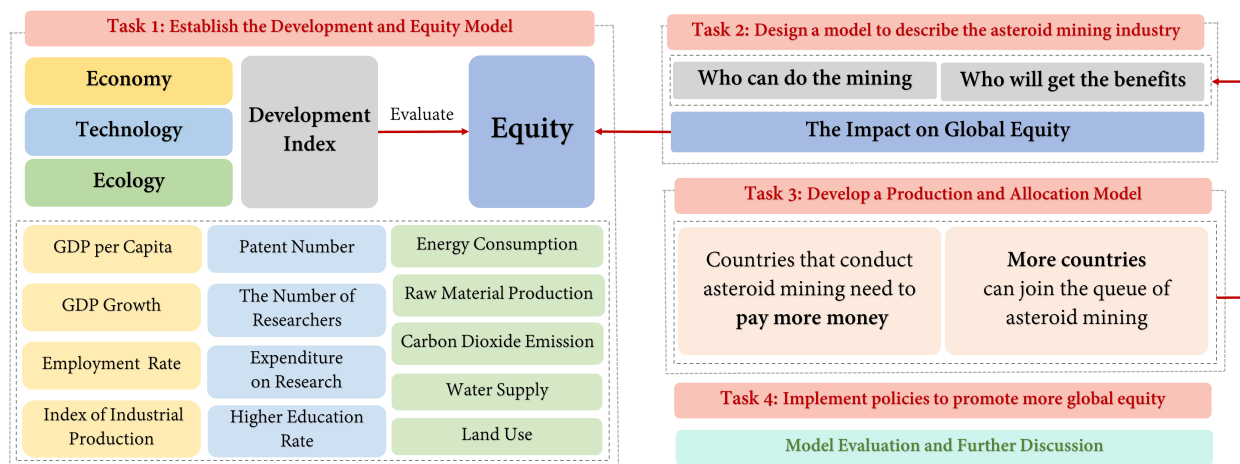 Task 1: Establish the Development and Equity Model
Economy
Technology
Ecology
Development
Index
Evaluate
Equity
GDP per Capita
GDP Growth
Employment Rate
Index of Industrial
Production
Patent Number
The Number of
Researchers
Expenditure
on Research
Higher Education
Rate
Energy Consumption
Raw Material Production
Carbon Dioxide Emission
Water Supply
Land Use
Task 2: Design a model to describe the asteroid mining industry
Who can do the mining
Who will get the benefits
The Impact on Global Equity
Task 3: Develop a Production and Allocation Model
Countries that conduct
asteroid mining need to
pay more money
More countries
can join the queue of
asteroid mining
Task 4: Implement policies to promote more global equity
Model Evaluation and Further Discussion